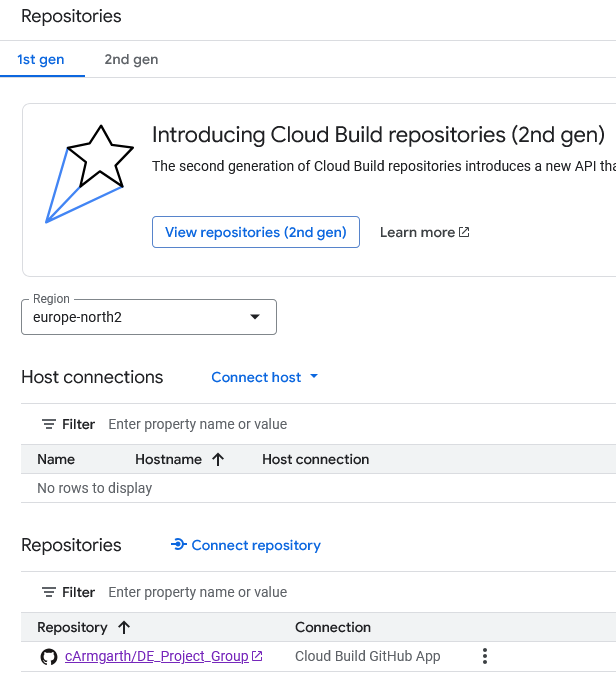 Repositories
1st gen 2nd gen
Introducing Cloud Build repositories (2nd gen)
The second generation of Cloud Build repositories introduces a new API tha
View repositories (2nd gen) Learn more
Region
europe-north2
Host connections Connect host
Filter Enter property name or value
Name Hostname Host connection
No rows to display
Repositories Connect repository
Filter Enter property name or value
Repository Connection
cArmgarth/DE_Project_Group Cloud Build GitHub App